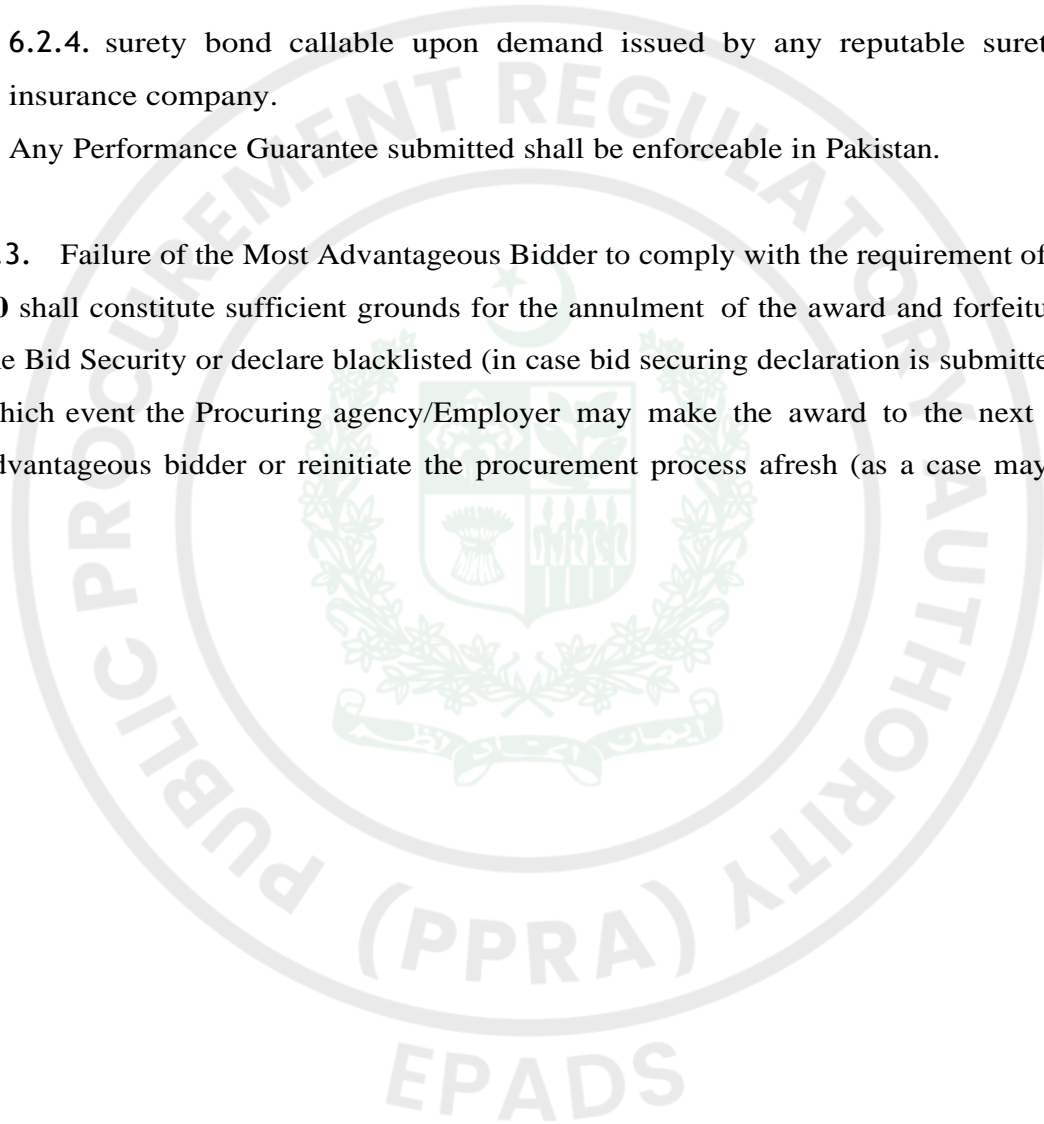 6.2.4. surety bond callable upon demand issued by any reputable
insurance company.
Any Performance Guarantee submitted shall be enforceable in Pakistan.
.3. Failure of the Most Advantageous Bidder to comply with the requirement of
shall constitute sufficient grounds for the annulment of the award and
Bid Security or declare blacklisted (in case bid securing declaration is
event the Procuring agency/Employer may make the award to the next
bidder or reinitiate the procurement process afresh (as a case may
PUBLIC PROCUREMENT REGULATORY AUTHORITY
(PPRA)
EPADS